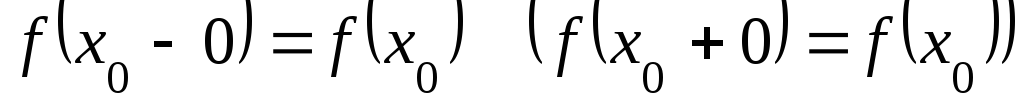 f(x₀ - 0) = f(x₀) (f(x₀ + 0) = f(x₀))